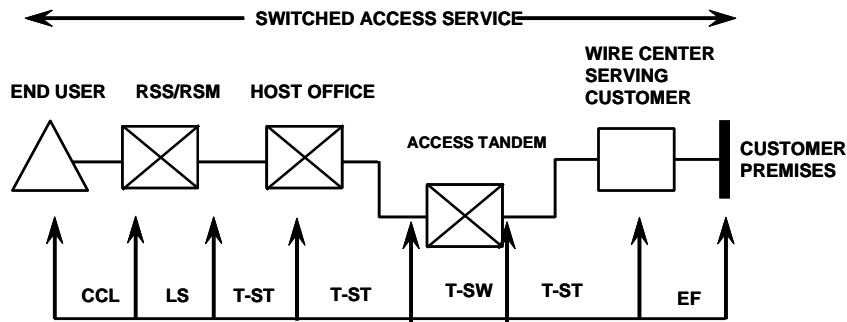 SWITCHED ACCESS SERVICE
WIRE CENTER
SERVING
CUSTOMER
END USER
RSS/RSM
HOST OFFICE
ACCESS TANDEM
CUSTOMER
PREMISES
CCL
LS
T-ST
T-ST
T-SW
T-ST
EF